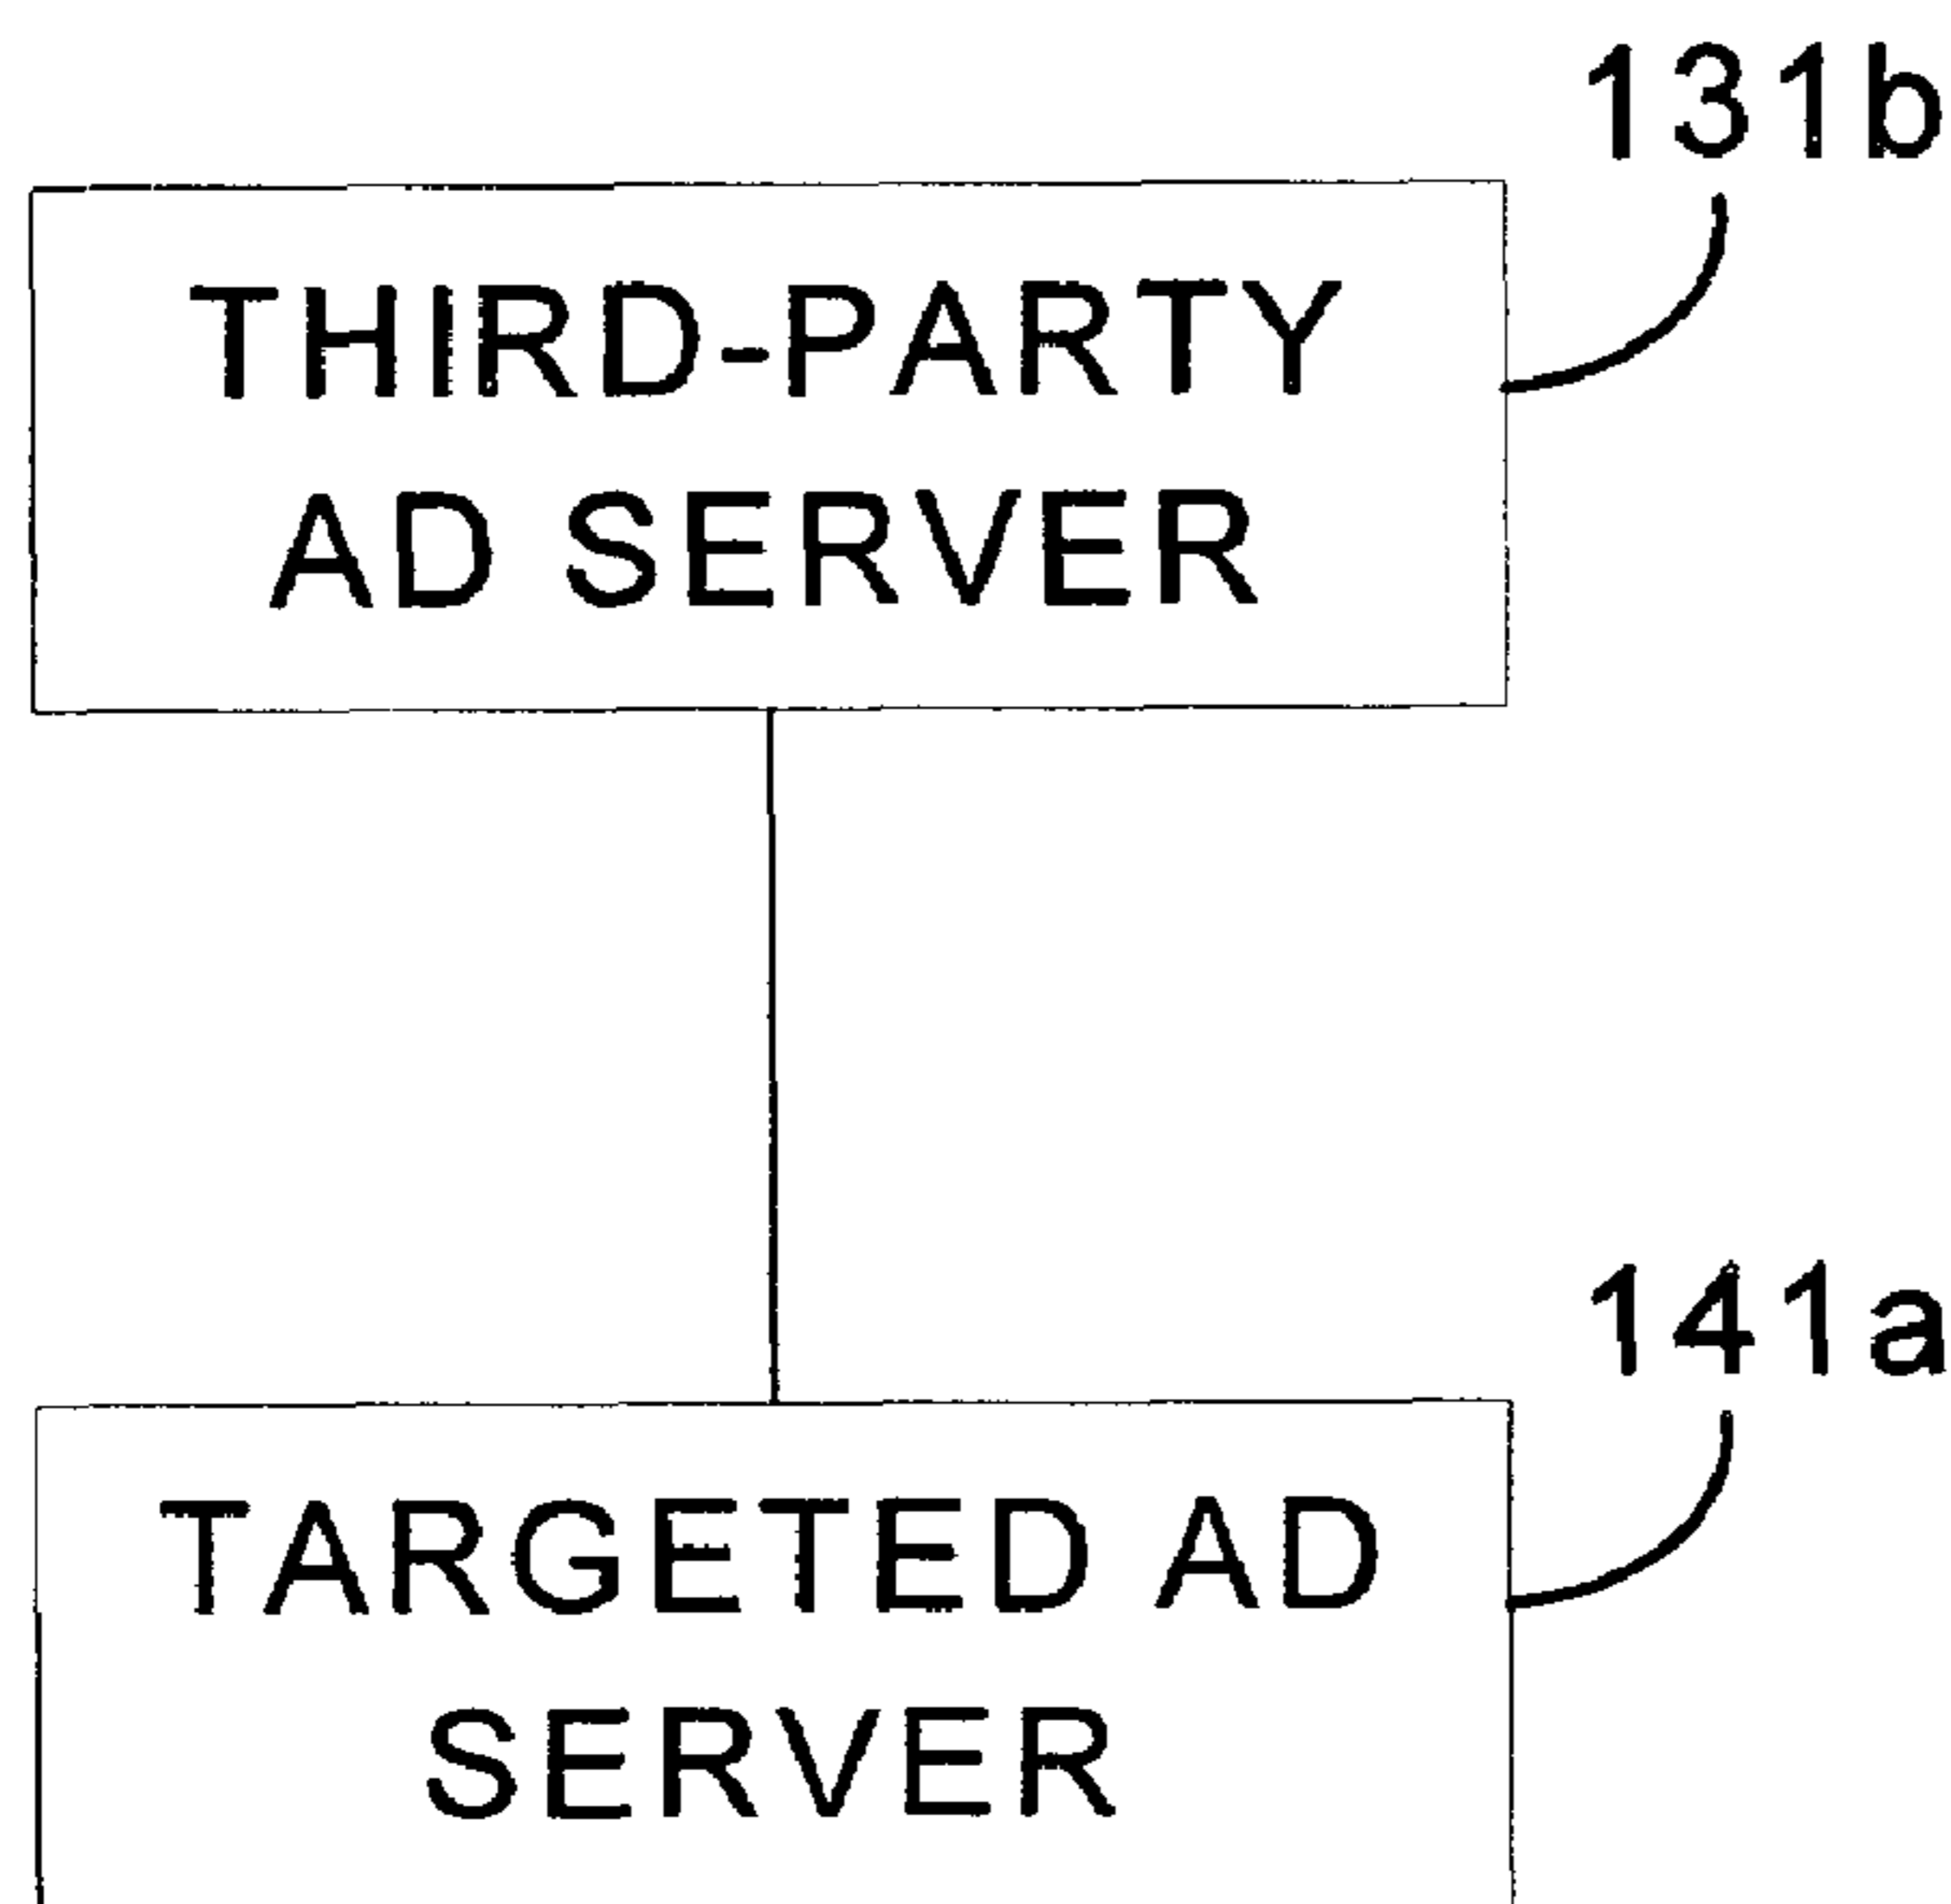 131b
THIRD-PARTY
AD SERVER
141a
TARGETED AD
SERVER